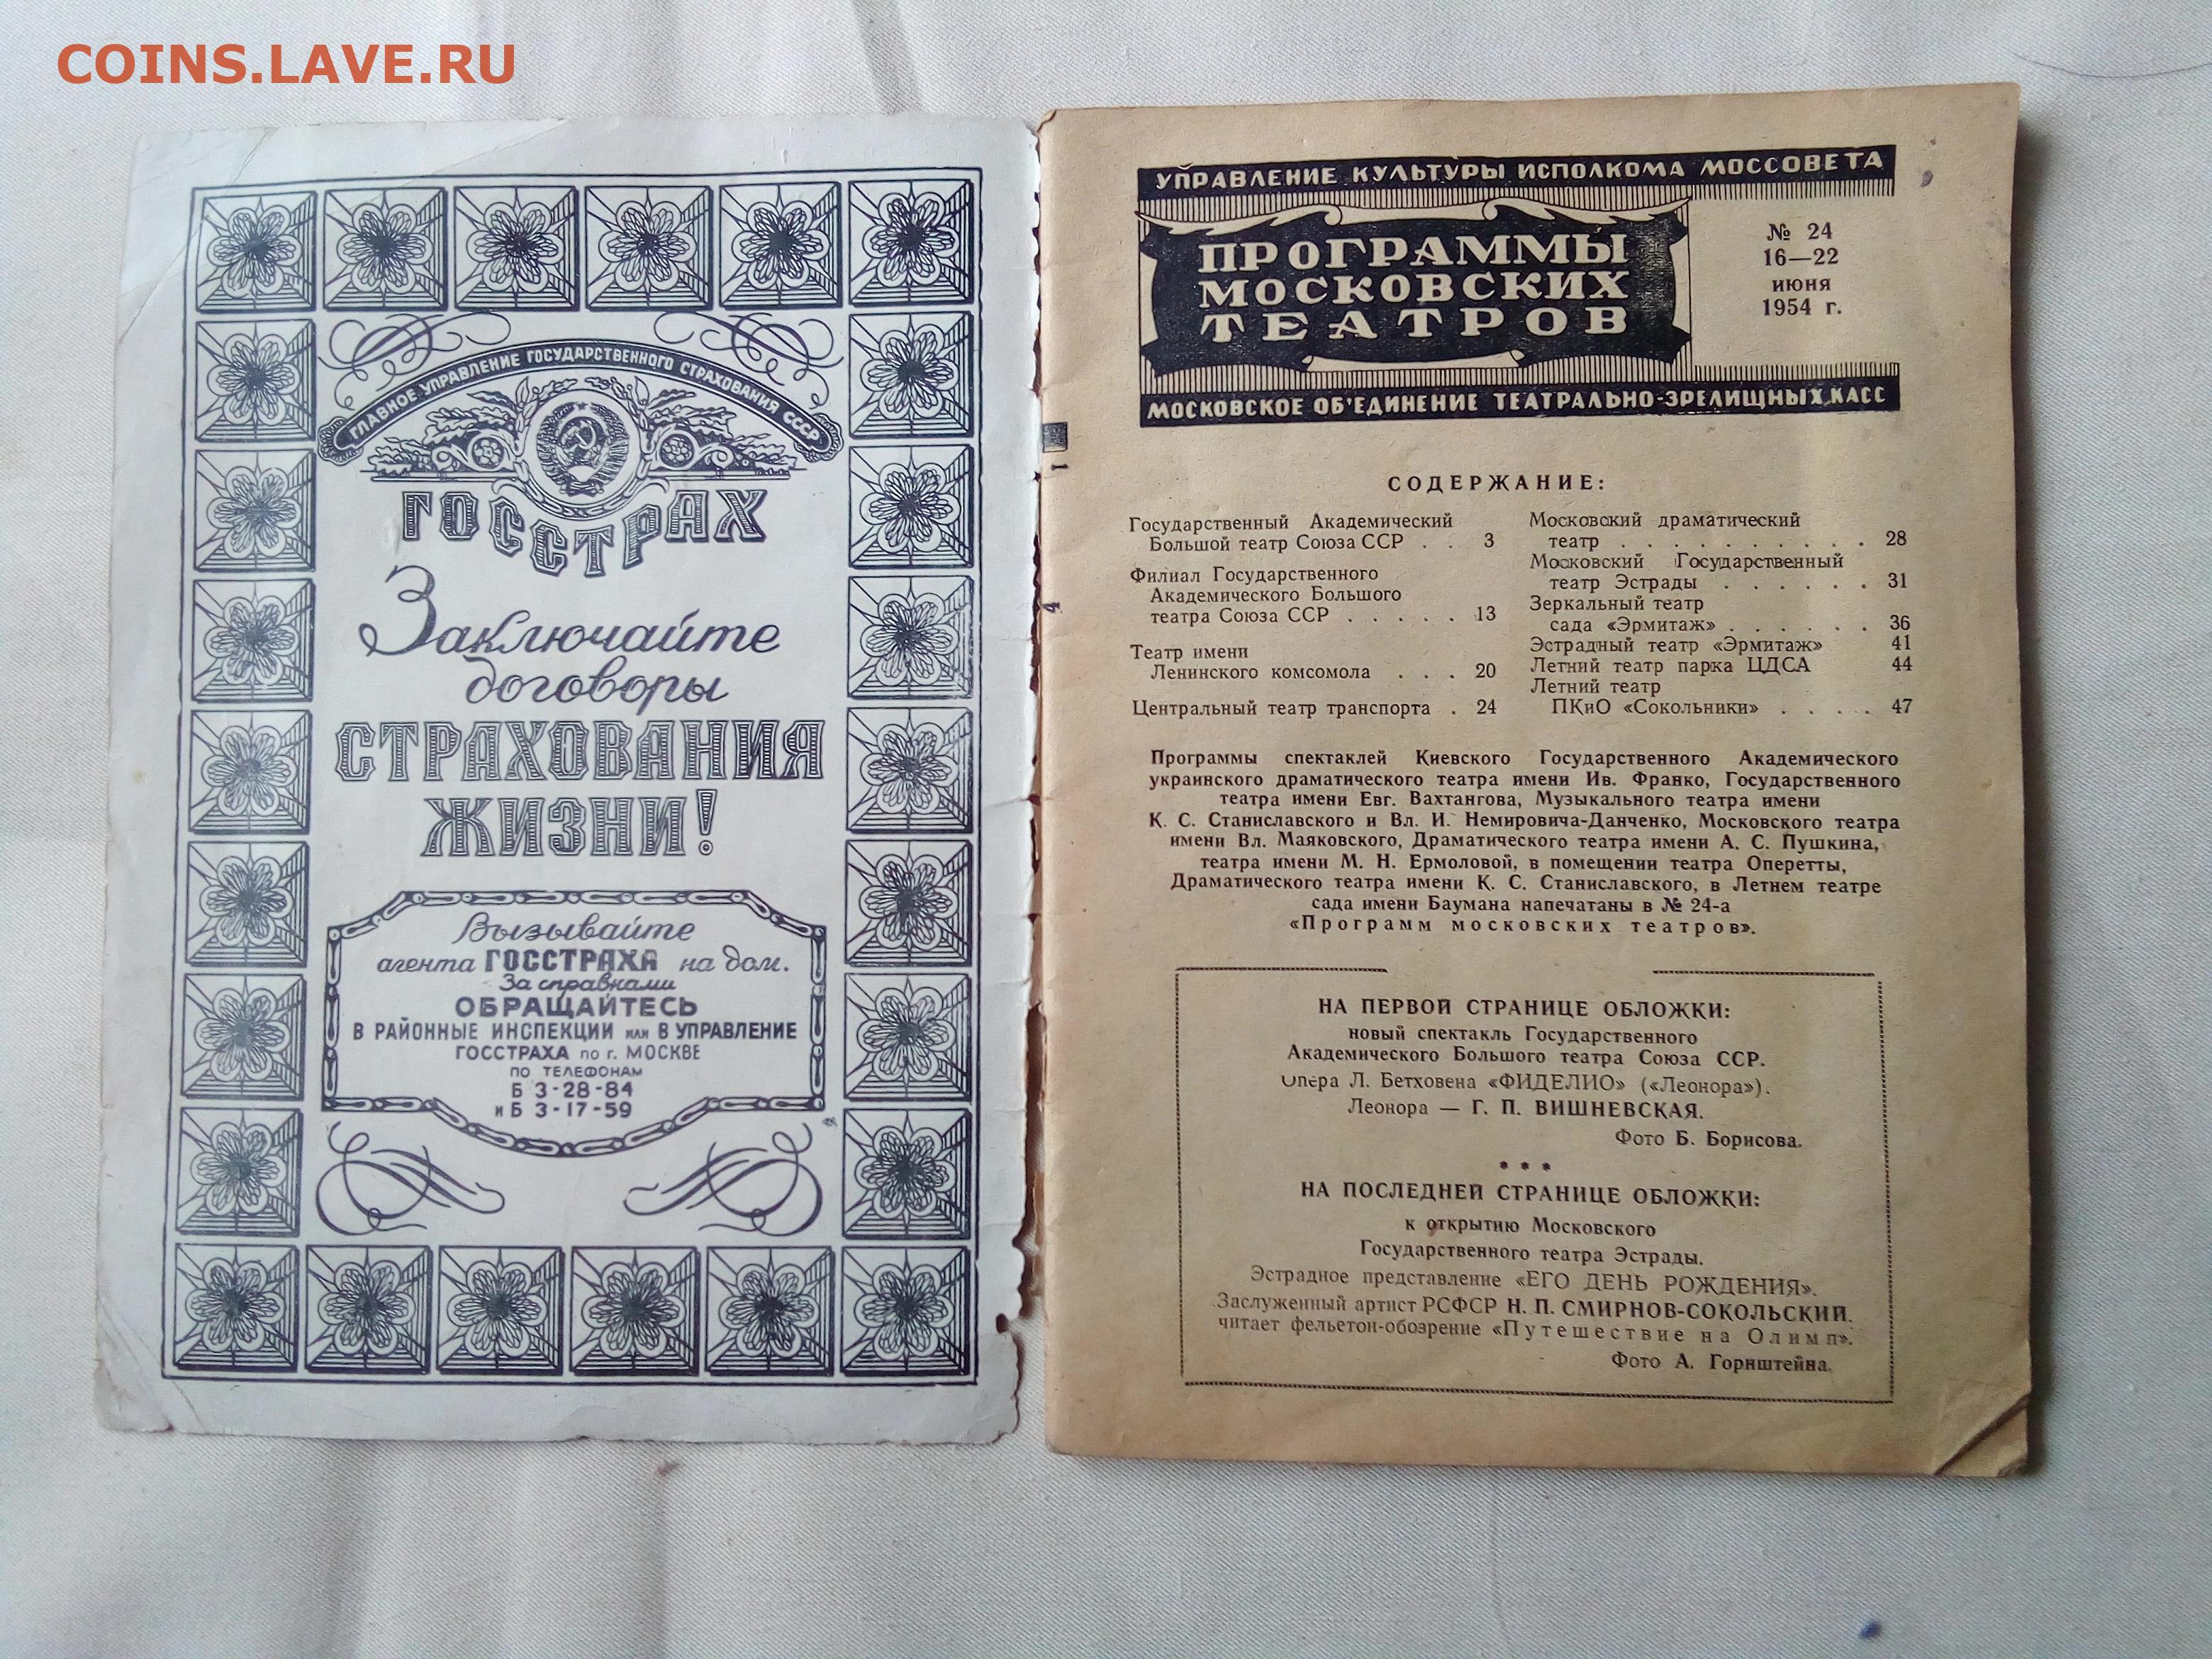 COINS.LAVE.RU
ГЛАВНОЕ УПРАВЛЕНИЕ ГОСУДАРСТВЕННОГО СТРАХОВАНИЯ СССР
ГОССТРАХ
Заключайте
договоры
СТРАХОВАНИЯ
ЖИЗНИ!
Вызывайте
агента ГОССТРАХА на дом.
За справками
ОБРАЩАЙТЕСЬ
В РАЙОННЫЕ ИНСПЕКЦИИ или В УПРАВЛЕНИЕ
ГОССТРАХА по г. МОСКВЕ
ПО ТЕЛЕФОНАМ
Б 3-28-84
и Б 3-17-59
УПРАВЛЕНИЕ КУЛЬТУРЫ ИСПОЛКОМА МОССОВЕТА
ПРОГРАММЫ
МОСКОВСКИХ
ТЕАТРОВ
№ 24
16—22
июня
1954 г.
МОСКОВСКОЕ ОБ'ЕДИНЕНИЕ ТЕАТРАЛЬНО-ЗРЕЛИЩНЫХ КАСС
1
4
СОДЕРЖАНИЕ:
Государственный Академический
Большой театр Союза ССР . . 3
Филиал Государственного
Академического Большого
театра Союза ССР . . . . . 13
Театр имени
Ленинского комсомола . . . 20
Центральный театр транспорта . 24
Московский драматический
театр . . . . . . . . . . 28
Московский Государственный
театр Эстрады . . . . . . 31
Зеркальный театр
сада «Эрмитаж» . . . . . . 36
Эстрадный театр «Эрмитаж» 41
Летний театр парка ЦДСА 44
Летний театр
ПКиО «Сокольники» . . . . 47
Программы спектаклей Киевского Государственного Академического
украинского драматического театра имени Ив. Франко, Государственного
театра имени Евг. Вахтангова, Музыкального театра имени
К. С. Станиславского и Вл. И. Немировича-Данченко, Московского театра
имени Вл. Маяковского, Драматического театра имени А. С. Пушкина,
театра имени М. Н. Ермоловой, в помещении театра Оперетты,
Драматического театра имени К. С. Станиславского, в Летнем театре
сада имени Баумана напечатаны в № 24-а
«Программ московских театров».
НА ПЕРВОЙ СТРАНИЦЕ ОБЛОЖКИ:
новый спектакль Государственного
Академического Большого театра Союза ССР.
Опера Л. Бетховена «ФИДЕЛИО» («Леонора»).
Леонора — Г. П. ВИШНЕВСКАЯ.
Фото Б. Борисова.
* * *
НА ПОСЛЕДНЕЙ СТРАНИЦЕ ОБЛОЖКИ:
к открытию Московского
Государственного театра Эстрады.
Эстрадное представление «ЕГО ДЕНЬ РОЖДЕНИЯ».
Заслуженный артист РСФСР Н. П. СМИРНОВ-СОКОЛЬСКИЙ.
читает фельетон-обозрение «Путешествие на Олимп».
Фото А. Горнштейна.